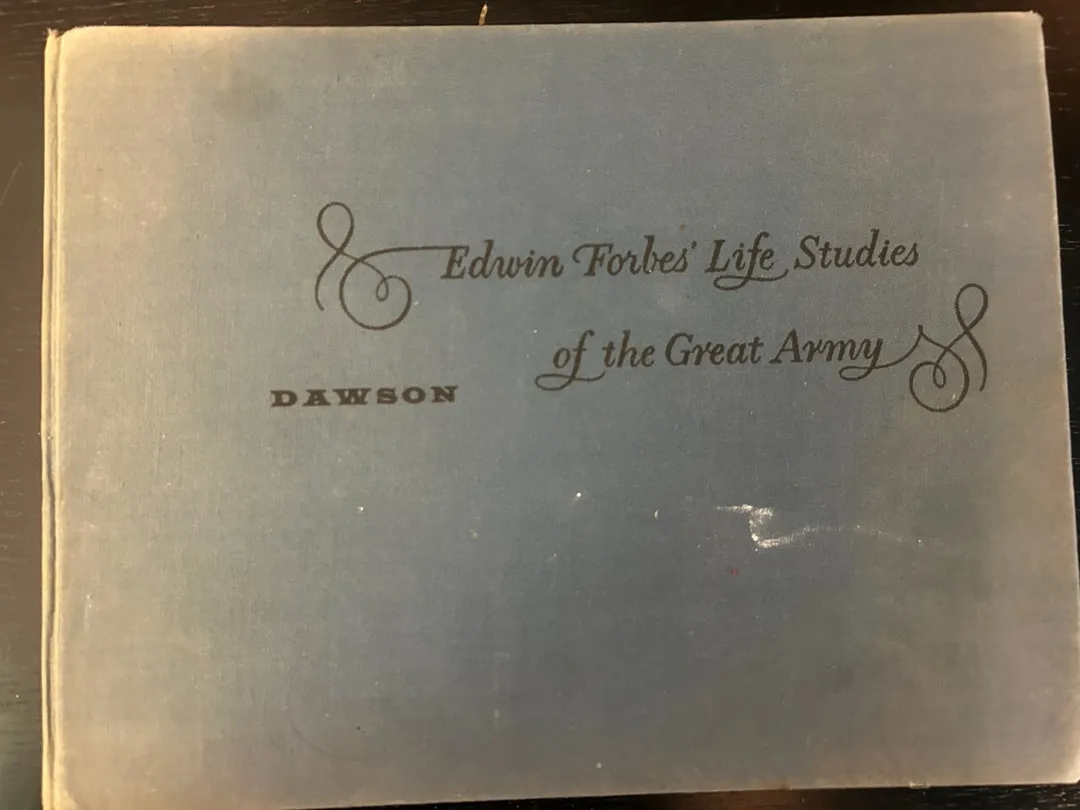 Edwin Forbes' Life Studies
of the Great Army
DAWSON